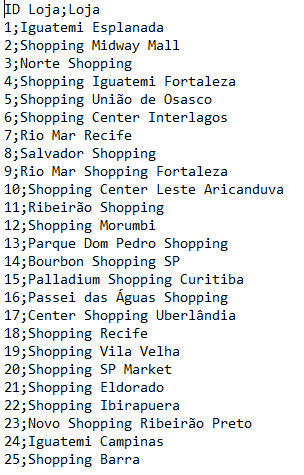 ID Loja;Loja
1;Iguatemi Esplanada
2;Shopping Midway Mall
3;Norte Shopping
4;Shopping Iguatemi Fortaleza
5;Shopping União de Osasco
6;Shopping Center Interlagos
7;Rio Mar Recife
8;Salvador Shopping
9;Rio Mar Shopping Fortaleza
10;Shopping Center Leste Aricanduva
11;Ribeirão Shopping
12;Shopping Morumbi
13;Parque Dom Pedro Shopping
14;Bourbon Shopping SP
15;Palladium Shopping Curitiba
16;Passei das Águas Shopping
17;Center Shopping Uberlândia
18;Shopping Recife
19;Shopping Vila Velha
20;Shopping SP Market
21;Shopping Eldorado
22;Shopping Ibirapuera
23;Novo Shopping Ribeirão Preto
24;Iguatemi Campinas
25;Shopping Barra